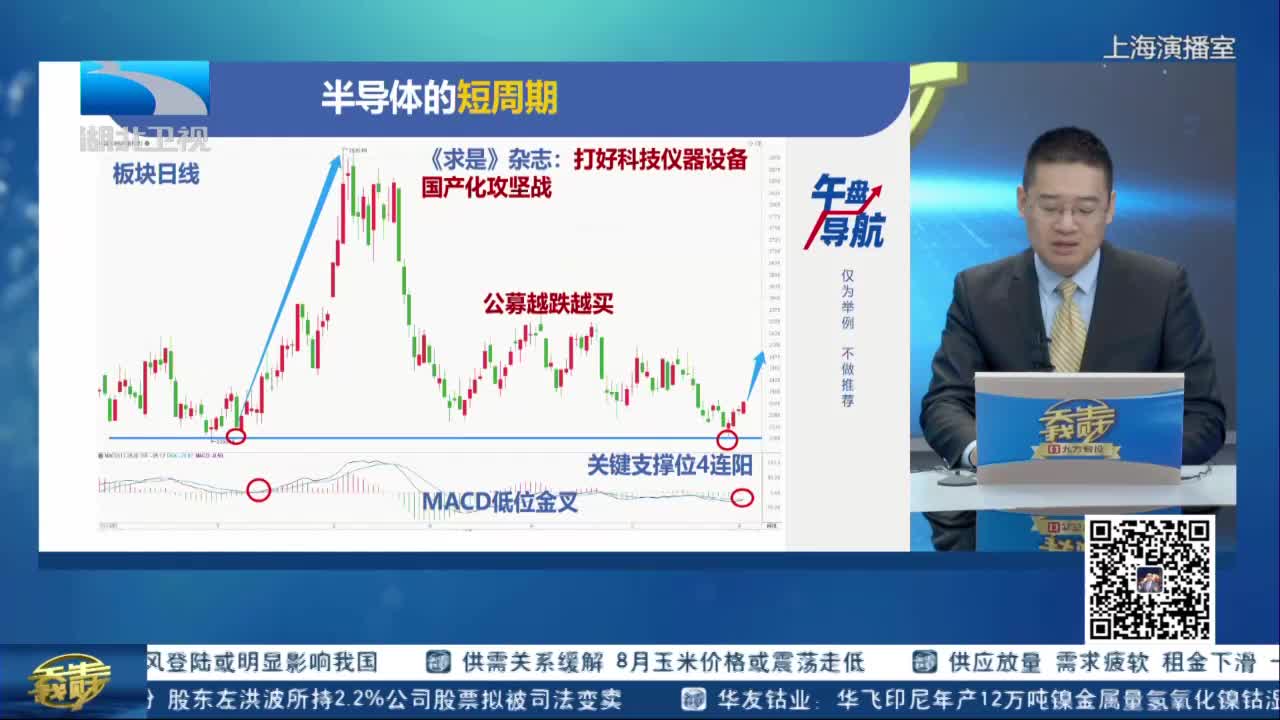 上海演播室
半导体的短周期
湖北卫视
板块日线
《求是》杂志：打好科技仪器设备
国产化攻坚战
公募越跌越买
午盘
导航
仅为举例 不做推荐
关键支撑位4连阳
MACD低位金叉
九方智投
风登陆或明显影响我国 供需关系缓解 8月玉米价格或震荡走低 供应放量 需求疲软 租金下滑
股东左洪波所持2.2%公司股票拟被司法变卖 华友钴业：华飞印尼年产12万吨镍金属量氢氧化镍钴湿